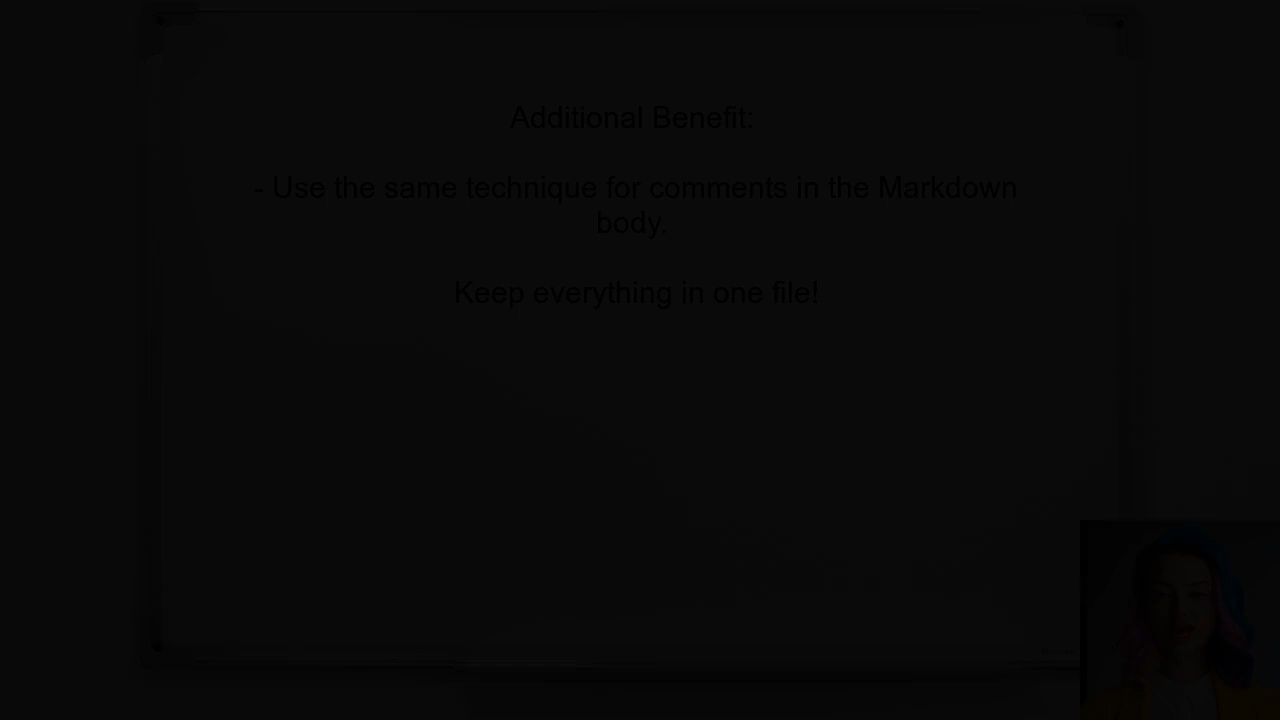 Additional Benefit:
- Use the same technique for comments in the Markdown
body.
Keep everything in one file!